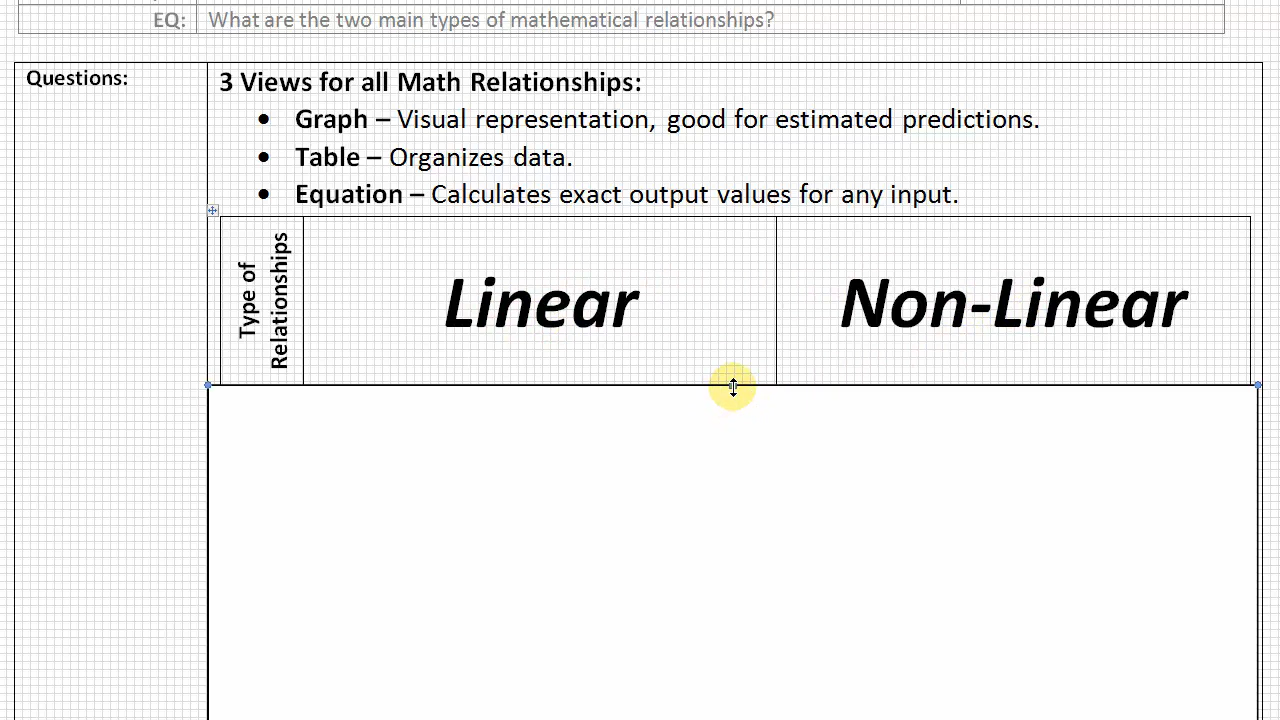 EQ: What are the two main types of mathematical relationships?
Questions:
3 Views for all Math Relationships:
• Graph – Visual representation, good for estimated predictions.
• Table – Organizes data.
• Equation – Calculates exact output values for any input.
Type of
Relationships
Linear
Non-Linear